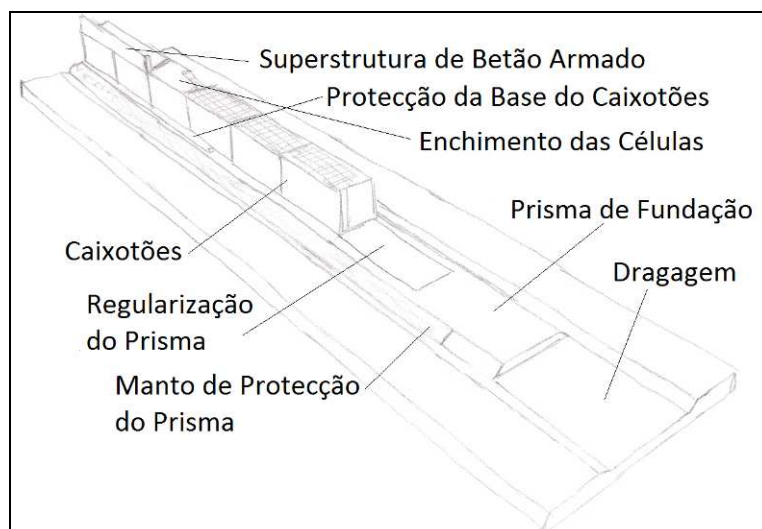 Superstrutura de Betão Armado
Protecção da Base do Caixotões
Enchimento das Células
Prisma de Fundação
Dragagem
Caixotões
Regularização
do Prisma
Manto de Protecção
do Prisma